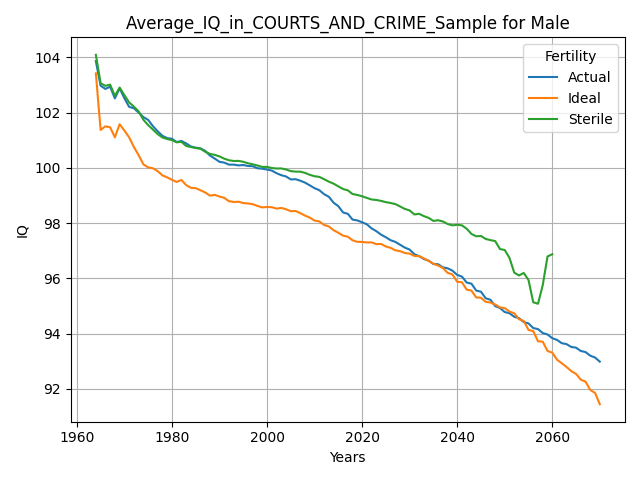 Average_IQ_in_COURTS_AND_CRIME_Sample for Male
Fertility
Actual
Ideal
Sterile
IQ
104
102
100
98
96
94
92
1960
1980
2000
2020
2040
2060
Years